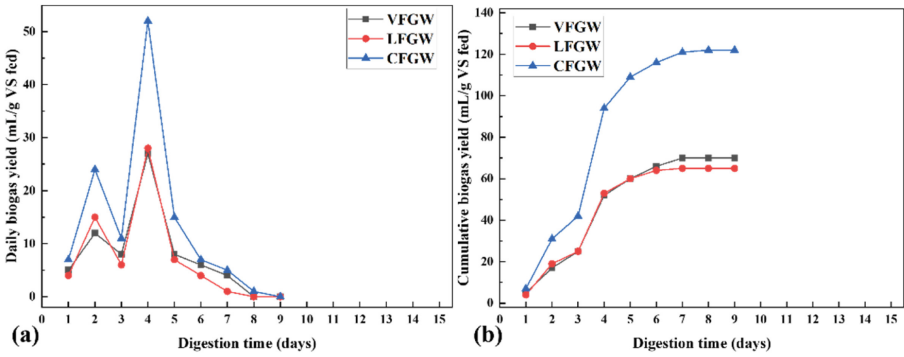 VFGW
LFGW
CFGW
Daily biogas yield (mL/g VS fed)
50
40
30
20
10
0
1 2 3 4 5 6 7 8 9 10 11 12 13 14 15
Digestion time (days)
(a)
VFGW
LFGW
CFGW
Cumulative biogas yield (mL/g VS fed)
140
120
100
80
60
40
20
0
1 2 3 4 5 6 7 8 9 10 11 12 13 14 15
Digestion time (days)
(b)